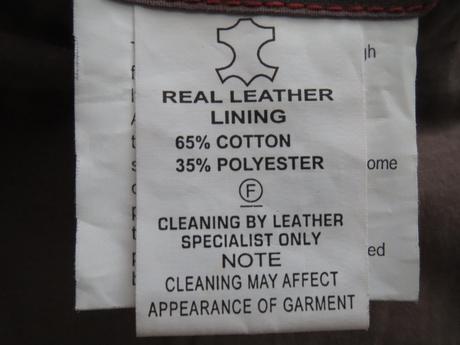 REAL LEATHER
LINING
65% COTTON
35% POLYESTER
F
CLEANING BY LEATHER
SPECIALIST ONLY
NOTE
CLEANING MAY AFFECT
APPEARANCE OF GARMENT